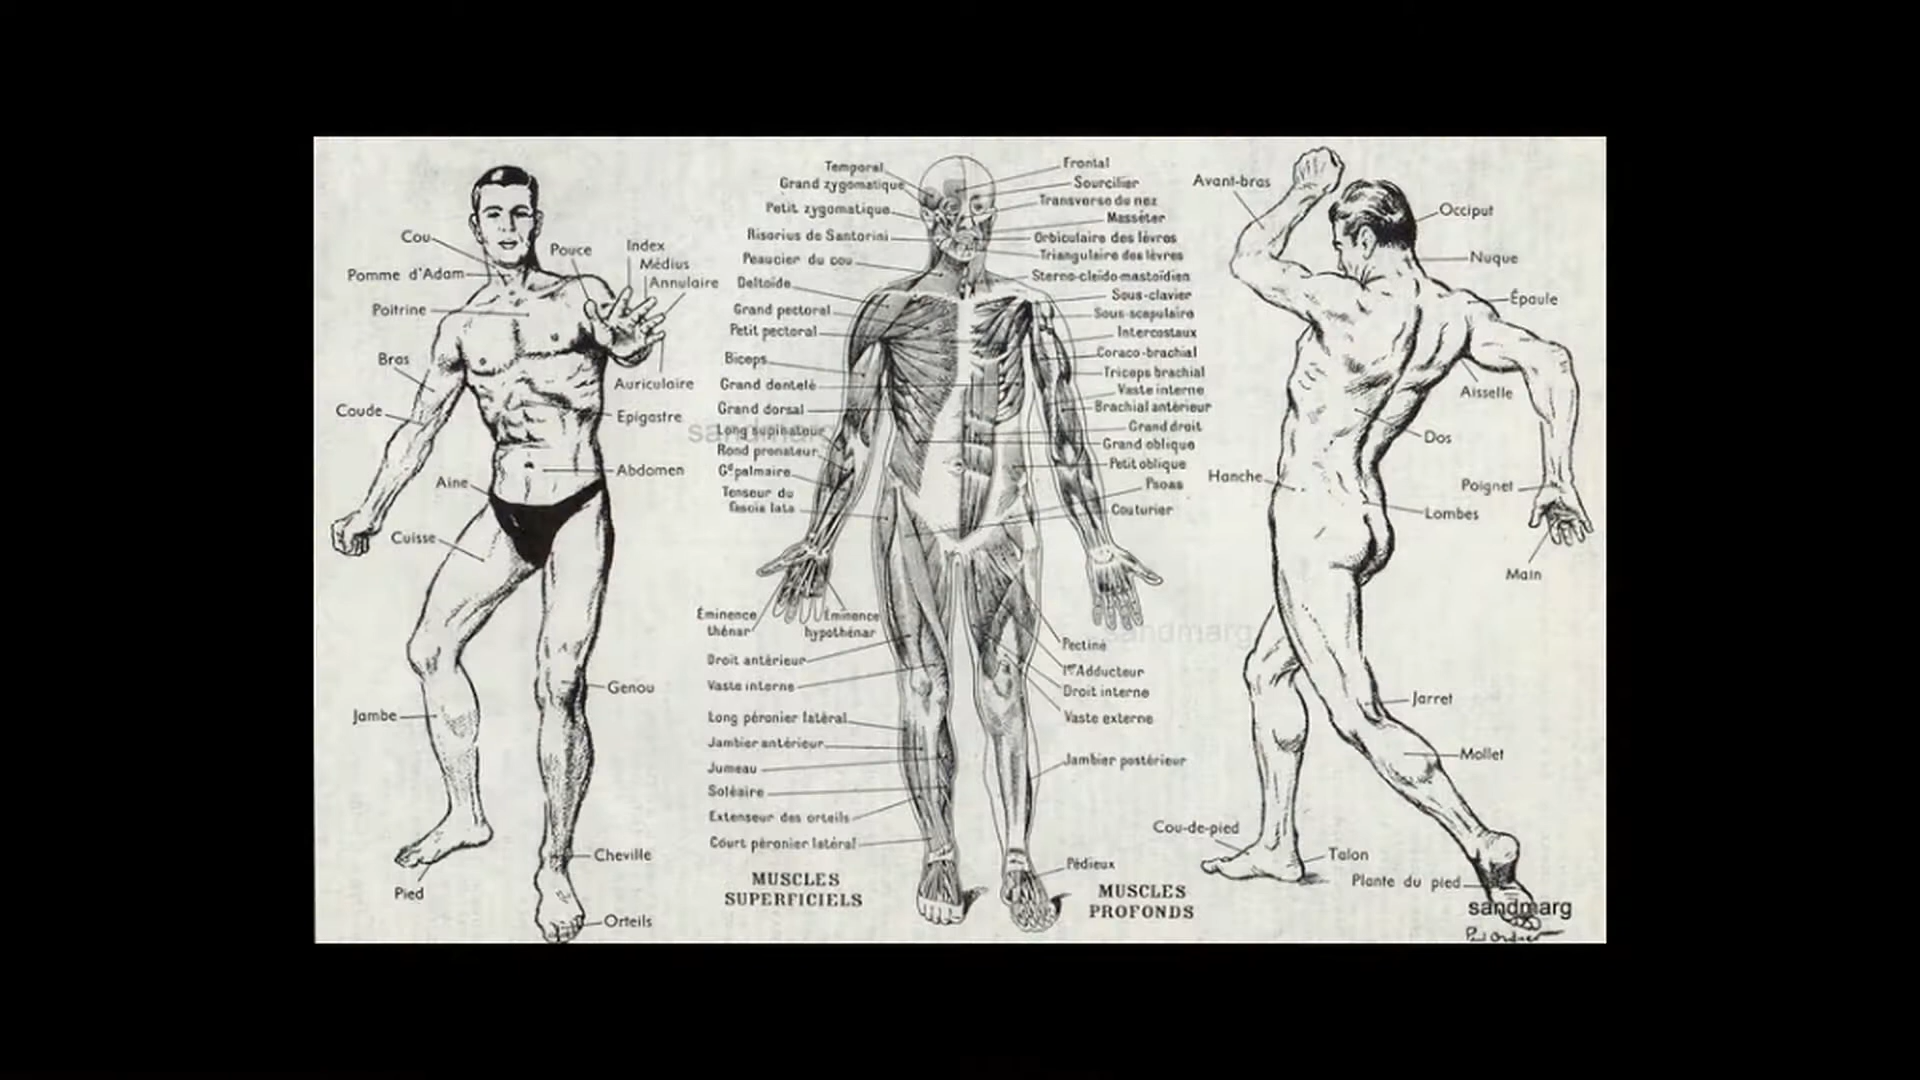 Cou
Pomme d'Adam
Poitrine
Bras
Coude
Aine
Cuisse
Jambe
Pied
Pouce
Index
Médius
Annulaire
Auriculaire
Epigastre
Abdomen
Genou
Cheville
Orteils
Temporal
Grand zygomatique
Petit zygomatique
Risorius de Santorini
Peaucier du cou
Deltoïde
Grand pectoral
Petit pectoral
Biceps
Grand dentelé
Grand dorsal
Long supinateur
Rond pronateur
Gd palmaire
Tenseur du
fascia lata
Éminence
thénar
Éminence
hypothénar
Droit antérieur
Vaste interne
Long péronier latéral
Jambier antérieur
Jumeau
Soléaire
Extenseur des orteils
Court péronier latéral
MUSCLES
SUPERFICIELS
Frontal
Sourcilier
Transverse du nez
Masséter
Orbiculaire des lèvres
Triangulaire des lèvres
Sterno-cleido-mastoïdien
Sous-clavier
Sous-scapulaire
Intercostaux
Coraco-brachial
Triceps brachial
Vaste interne
Brachial antérieur
Grand droit
Grand oblique
Petit oblique
Psoas
Couturier
Pectiné
Adducteur
Droit interne
Vaste externe
Jambier postérieur
Pédieux
MUSCLES
PROFONDS
Avant-bras
Occiput
Nuque
Épaule
Aisselle
Dos
Hanche
Poignet
Lombes
Main
Jarret
Mollet
Cou-de-pied
Talon
Plante du pied
sandmarg
sandmarg
sandmarg